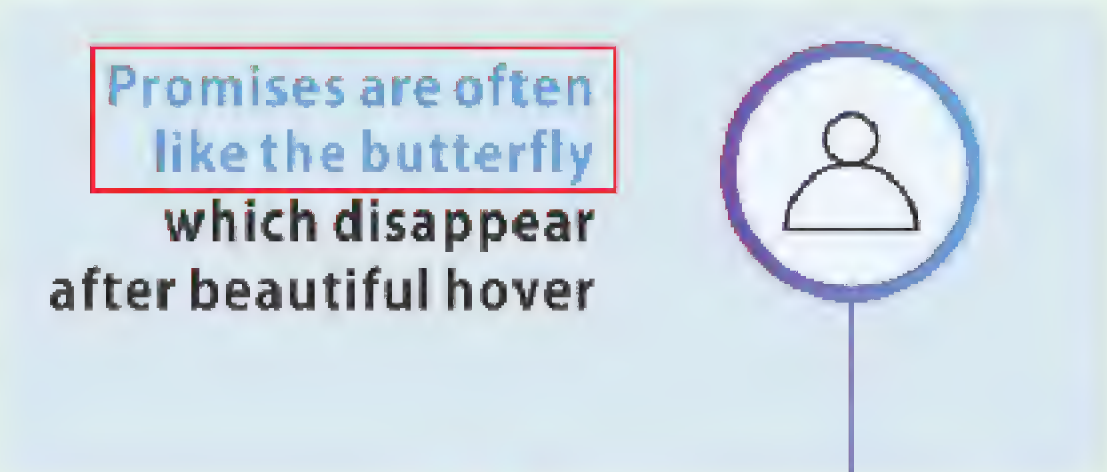 Promises are often
like the butterfly
which disappear
after beautiful hover